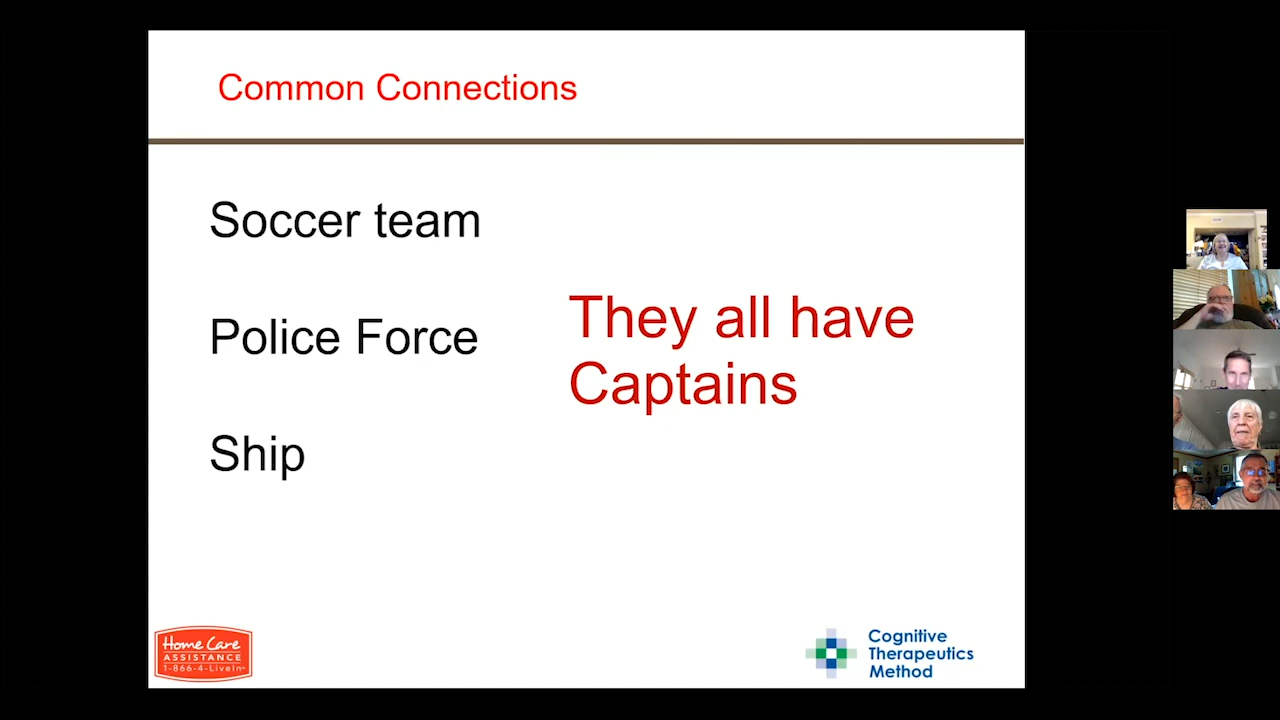 Common Connections
Soccer team
Police Force
Ship
They all have
Captains
Home Care
ASSISTANCE
1-866-4-LiveIn
Cognitive
Therapeutics
Method